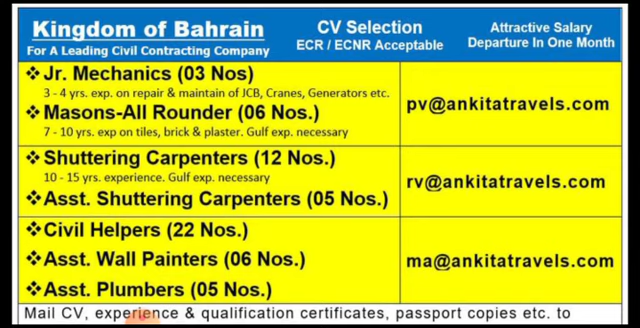 Kingdom of Bahrain
For A Leading Civil Contracting Company
CV Selection
ECR / ECNR Acceptable
Attractive Salary
Departure In One Month
❖Jr. Mechanics (03 Nos)
3 - 4 yrs. exp. on repair & maintain of JCB, Cranes, Generators etc.
❖Masons-All Rounder (06 Nos.)
7 - 10 yrs. exp on tiles, brick & plaster. Gulf exp. necessary
pv@ankitatravels.com
❖Shuttering Carpenters (12 Nos.)
10 - 15 yrs. experience. Gulf exp. necessary
❖Asst. Shuttering Carpenters (05 Nos.)
rv@ankitatravels.com
❖Civil Helpers (22 Nos.)
❖Asst. Wall Painters (06 Nos.)
❖Asst. Plumbers (05 Nos.)
ma@ankitatravels.com
Mail CV, experience & qualification certificates, passport copies etc. to